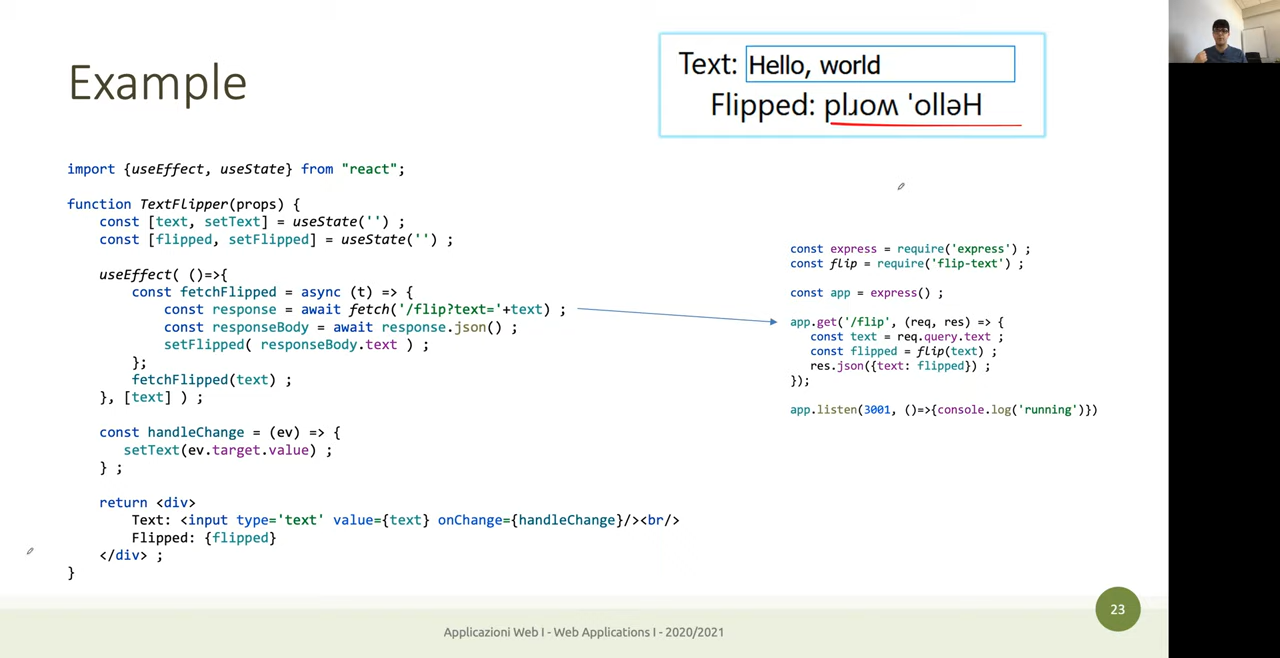 Example
Text: Hello, world
Flipped: plɹoʍ 'ollǝH
import {useEffect, useState} from "react";
function TextFlipper(props) {
const [text, setText] = useState('') ;
const [flipped, setFlipped] = useState('') ;
useEffect( ()=>{
const fetchFlipped = async (t) => {
const response = await fetch('/flip?text='+text) ;
const responseBody = await response.json() ;
setFlipped( responseBody.text ) ;
};
fetchFlipped(text) ;
}, [text] ) ;
const handleChange = (ev) => {
setText(ev.target.value) ;
} ;
return <div>
Text: <input type='text' value={text} onChange={handleChange}/><br/>
Flipped: {flipped}
</div> ;
}
const express = require('express') ;
const flip = require('flip-text') ;
const app = express() ;
app.get('/flip', (req, res) => {
const text = req.query.text ;
const flipped = flip(text) ;
res.json({text: flipped}) ;
});
app.listen(3001, ()=>{console.log('running')})
23
Applicazioni Web I - Web Applications I - 2020/2021